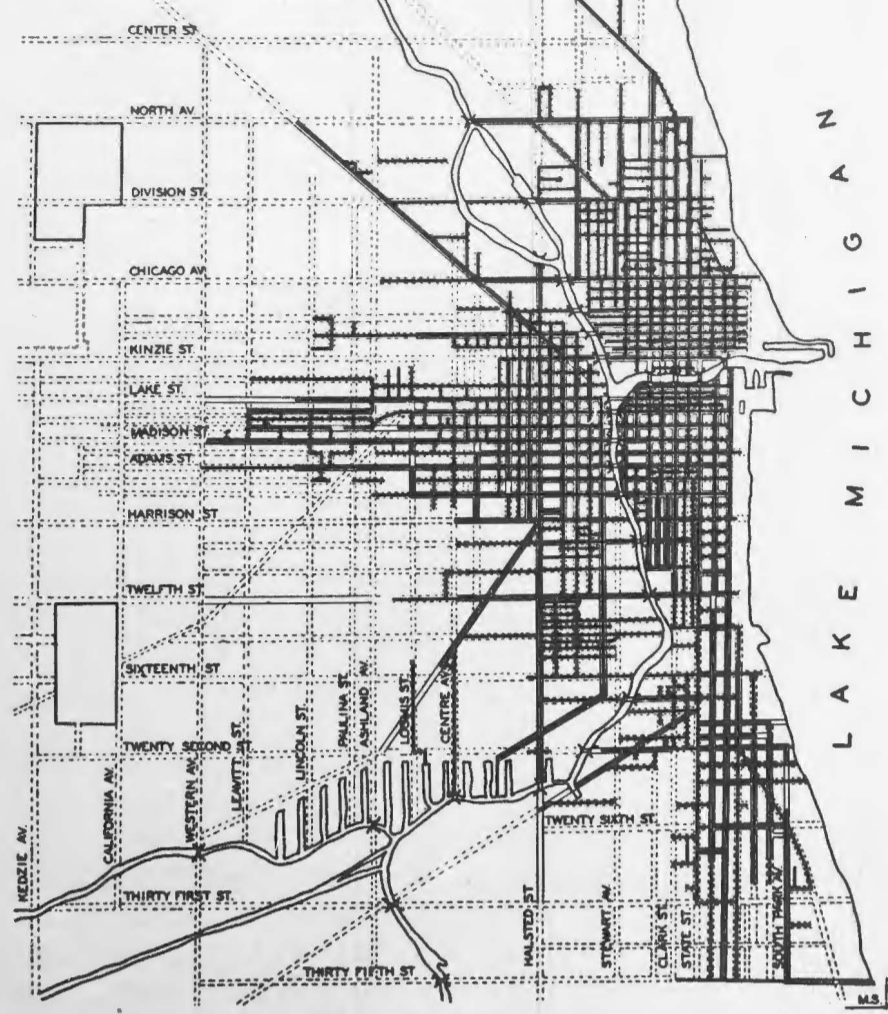 CENTER ST.
NORTH AV.
DIVISION ST.
CHICAGO AV.
KINZIE ST.
LAKE ST.
MADISON ST.
ADAMS ST.
HARRISON ST
TWELFTH ST.
SIXTEENTH ST
TWENTY SECOND ST.
TWENTY SIXTH ST.
THIRTY FIRST ST.
THIRTY FIFTH ST
KEDZIE AV.
CALIFORNIA AV.
WESTERN AV.
LEAVITT ST.
LINCOLN ST.
PAULINA ST.
ASHLAND AV.
LOOMIS ST.
CENTRE AV.
HALSTED ST
STEWART AV.
CLARK ST.
STATE ST.
SOUTH PARK AV.
LAKE MICHIGAN
M.S.